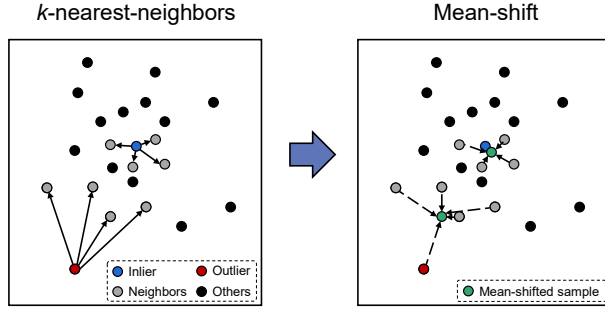 k-nearest-neighbors
Mean-shift
Inlier
Outlier
Neighbors
Others
Mean-shifted sample